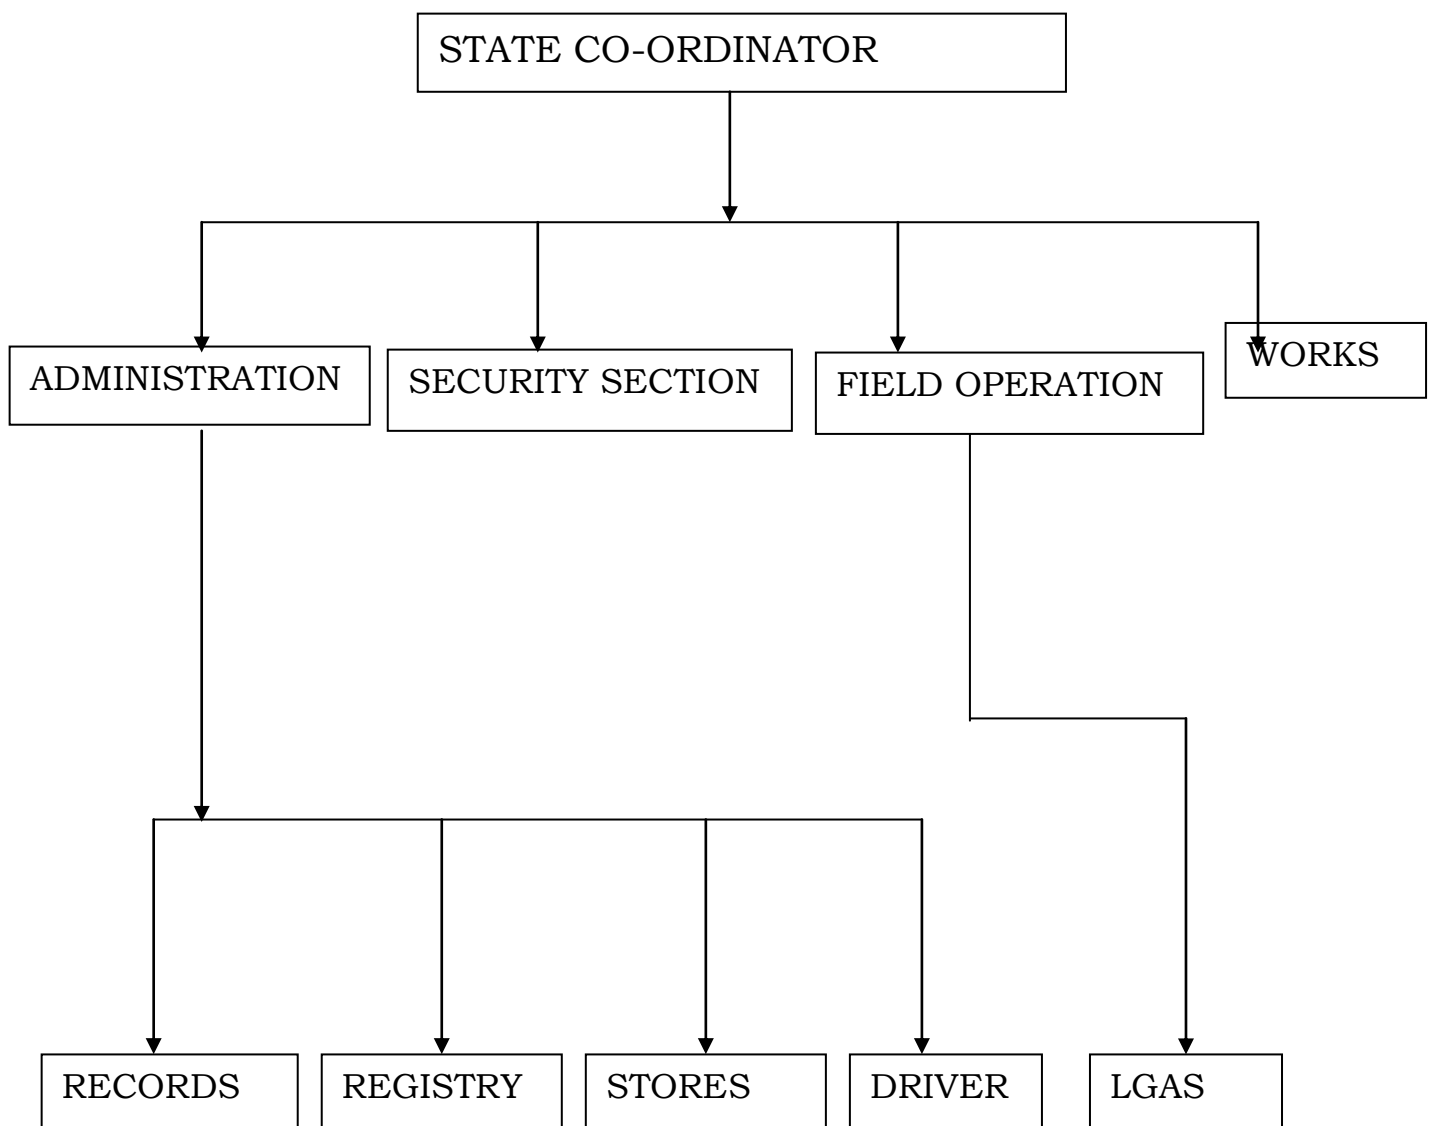 STATE CO-ORDINATOR
ADMINISTRATION
SECURITY SECTION
FIELD OPERATION
WORKS
RECORDS
REGISTRY
STORES
DRIVER
LGAS